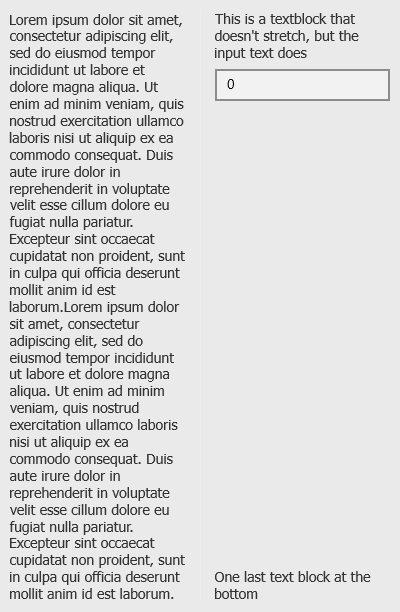 Lorem ipsum dolor sit amet,
consectetur adipiscing elit,
sed do eiusmod tempor
incididunt ut labore et
dolore magna aliqua. Ut
enim ad minim veniam, quis
nostrud exercitation ullamco
laboris nisi ut aliquip ex ea
commodo consequat. Duis
aute irure dolor in
reprehenderit in voluptate
velit esse cillum dolore eu
fugiat nulla pariatur.
Excepteur sint occaecat
cupidatat non proident, sunt
in culpa qui officia deserunt
mollit anim id est
laborum.Lorem ipsum dolor
sit amet, consectetur
adipiscing elit, sed do
eiusmod tempor incididunt
ut labore et dolore magna
aliqua. Ut enim ad minim
veniam, quis nostrud
exercitation ullamco laboris
nisi ut aliquip ex ea
commodo consequat. Duis
aute irure dolor in
reprehenderit in voluptate
velit esse cillum dolore eu
fugiat nulla pariatur.
Excepteur sint occaecat
cupidatat non proident, sunt
in culpa qui officia deserunt
mollit anim id est laborum.
This is a textblock that
doesn't stretch, but the
input text does
0
One last text block at the
bottom